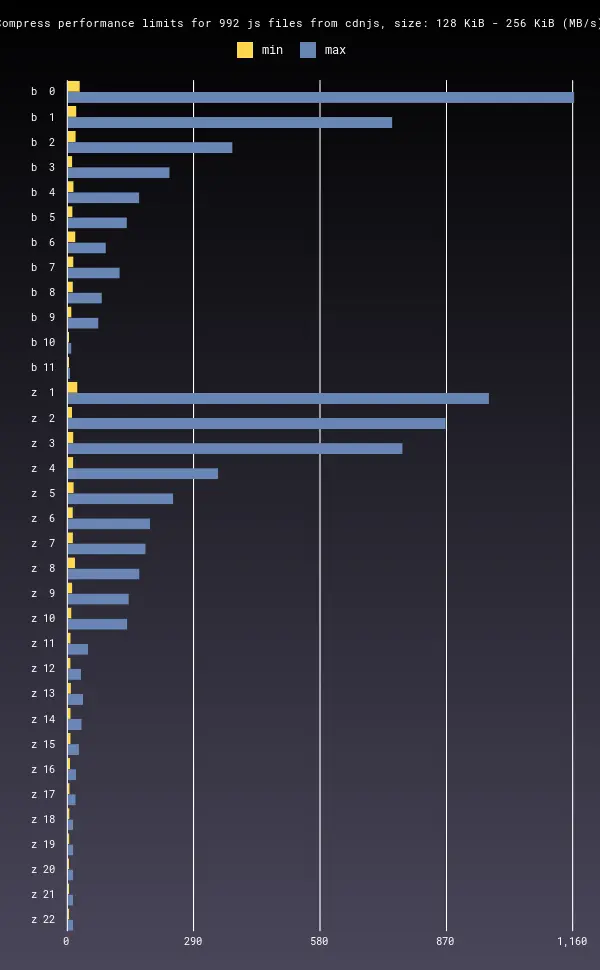 Compress performance limits for 992 js files from cdnjs, size: 128 KiB - 256 KiB (MB/s)
min max
b 0
b 1
b 2
b 3
b 4
b 5
b 6
b 7
b 8
b 9
b 10
b 11
z 1
z 2
z 3
z 4
z 5
z 6
z 7
z 8
z 9
z 10
z 11
z 12
z 13
z 14
z 15
z 16
z 17
z 18
z 19
z 20
z 21
z 22
0 290 580 870 1,160